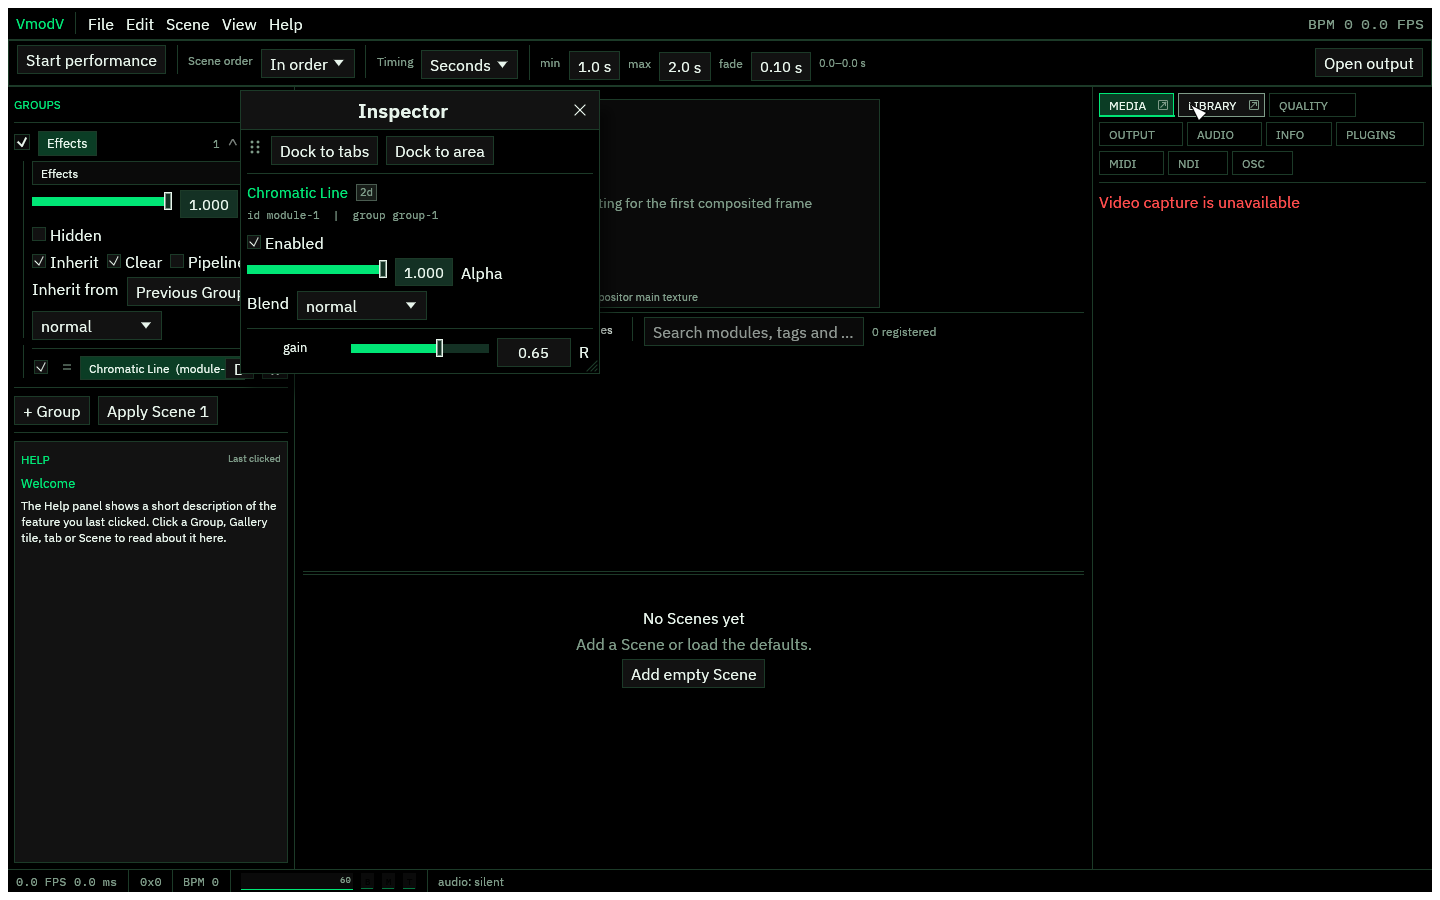 VmodV File Edit Scene View Help BPM 0 0.0 FPS
Start performance Scene order In order Timing Seconds min 1.0 s max 2.0 s fade 0.10 s 0.0–0.0 s Open output
GROUPS
Effects 1 ^
Effects
1.000
Hidden
Inherit Clear
Inherit from Previous
normal
= Chromatic Line (module-
+ Group Apply Scene 1
HELP Last clicked
Welcome
The Help panel shows a short description of the
feature you last clicked. Click a Group, Gallery
tile, tab or Scene to read about it here.
Inspector
Dock to tabs Dock to area
Chromatic Line 2d
id module-1 | group group-1
Enabled
1.000 Alpha
Blend normal
gain 0.65 R
for the first composited frame
main texture
Search modules, tags and ... 0 registered
No Scenes yet
Add a Scene or load the defaults.
Add empty Scene
MEDIA LIBRARY QUALITY
OUTPUT AUDIO INFO PLUGINS
MIDI NDI OSC
Video capture is unavailable
0.0 FPS 0.0 ms 0x0 BPM 0 60 audio: silent